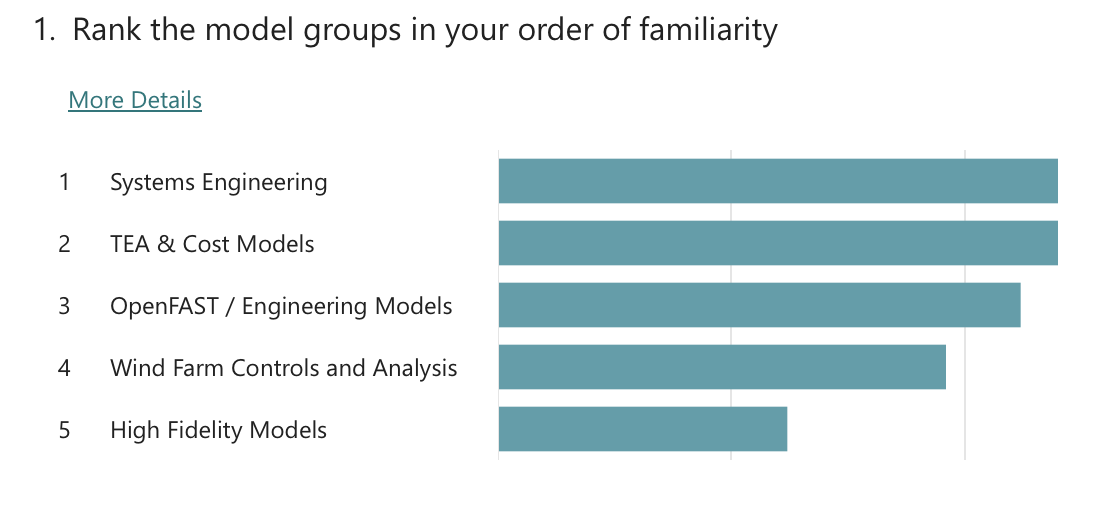 1. Rank the model groups in your order of familiarity
More Details
1 Systems Engineering
2 TEA & Cost Models
3 OpenFAST / Engineering Models
4 Wind Farm Controls and Analysis
5 High Fidelity Models